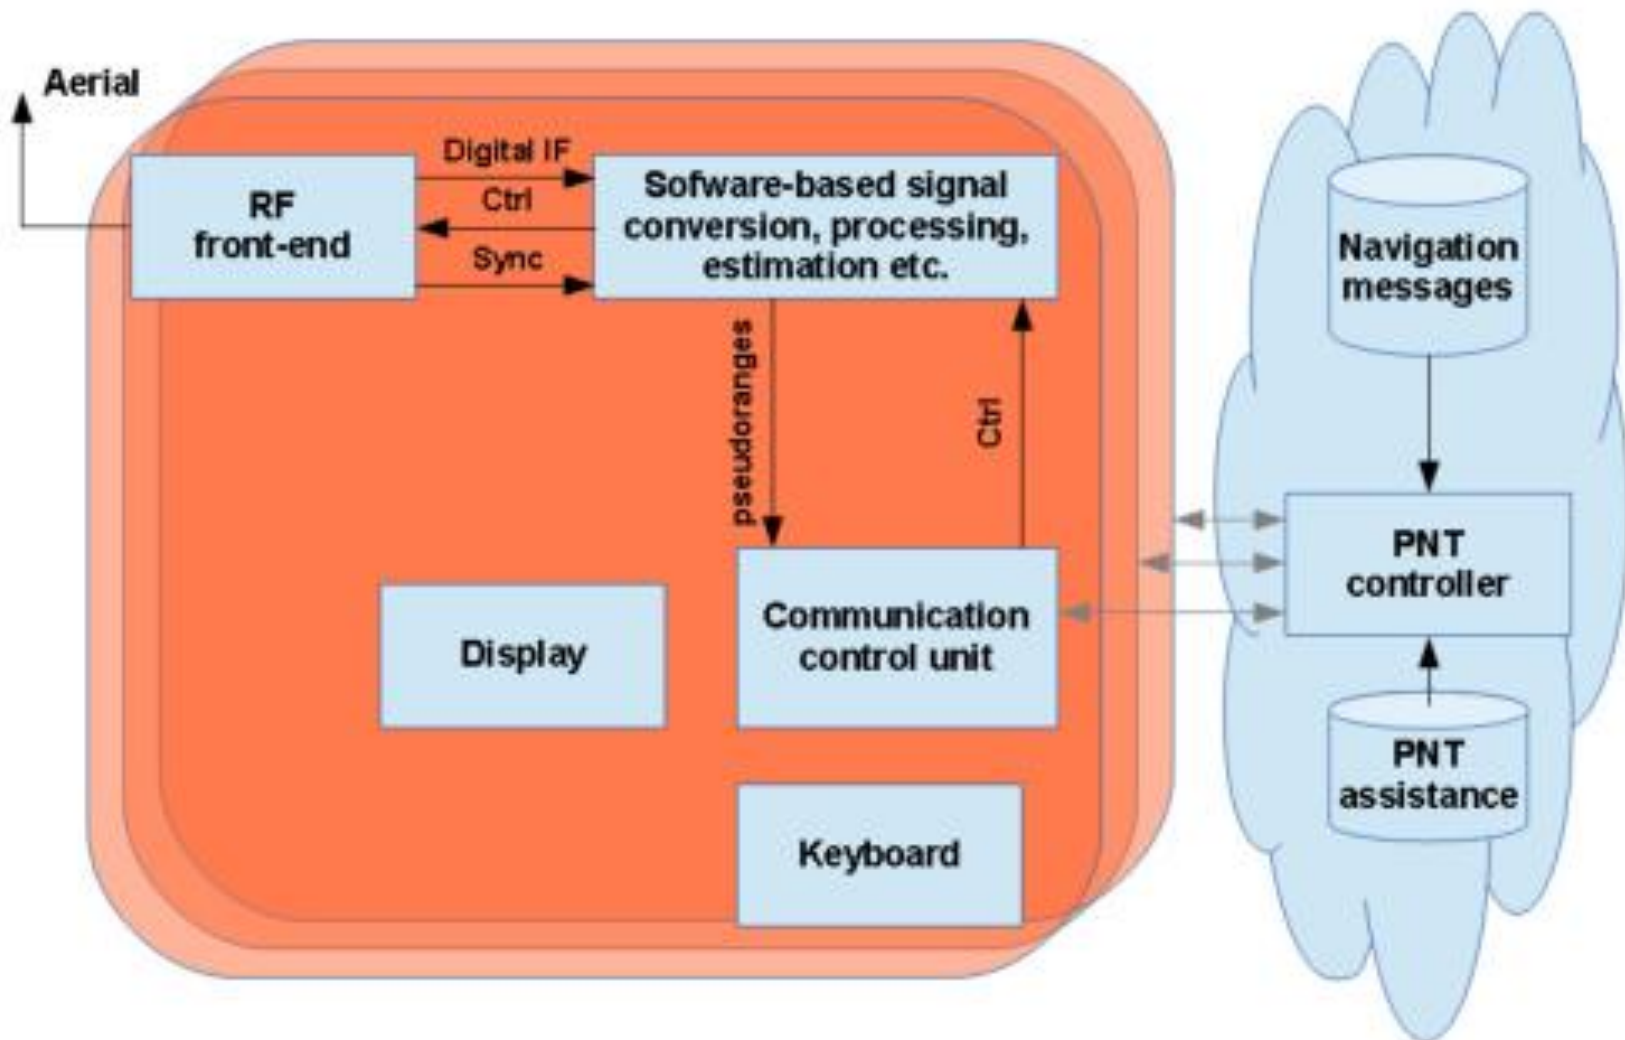 Aerial
Digital IF
RF
front-end
Ctrl
Sync
Sofware-based signal
conversion, processing,
estimation etc.
pseudoranges
Ctrl
Display
Communication
control unit
Keyboard
Navigation
messages
PNT
controller
PNT
assistance